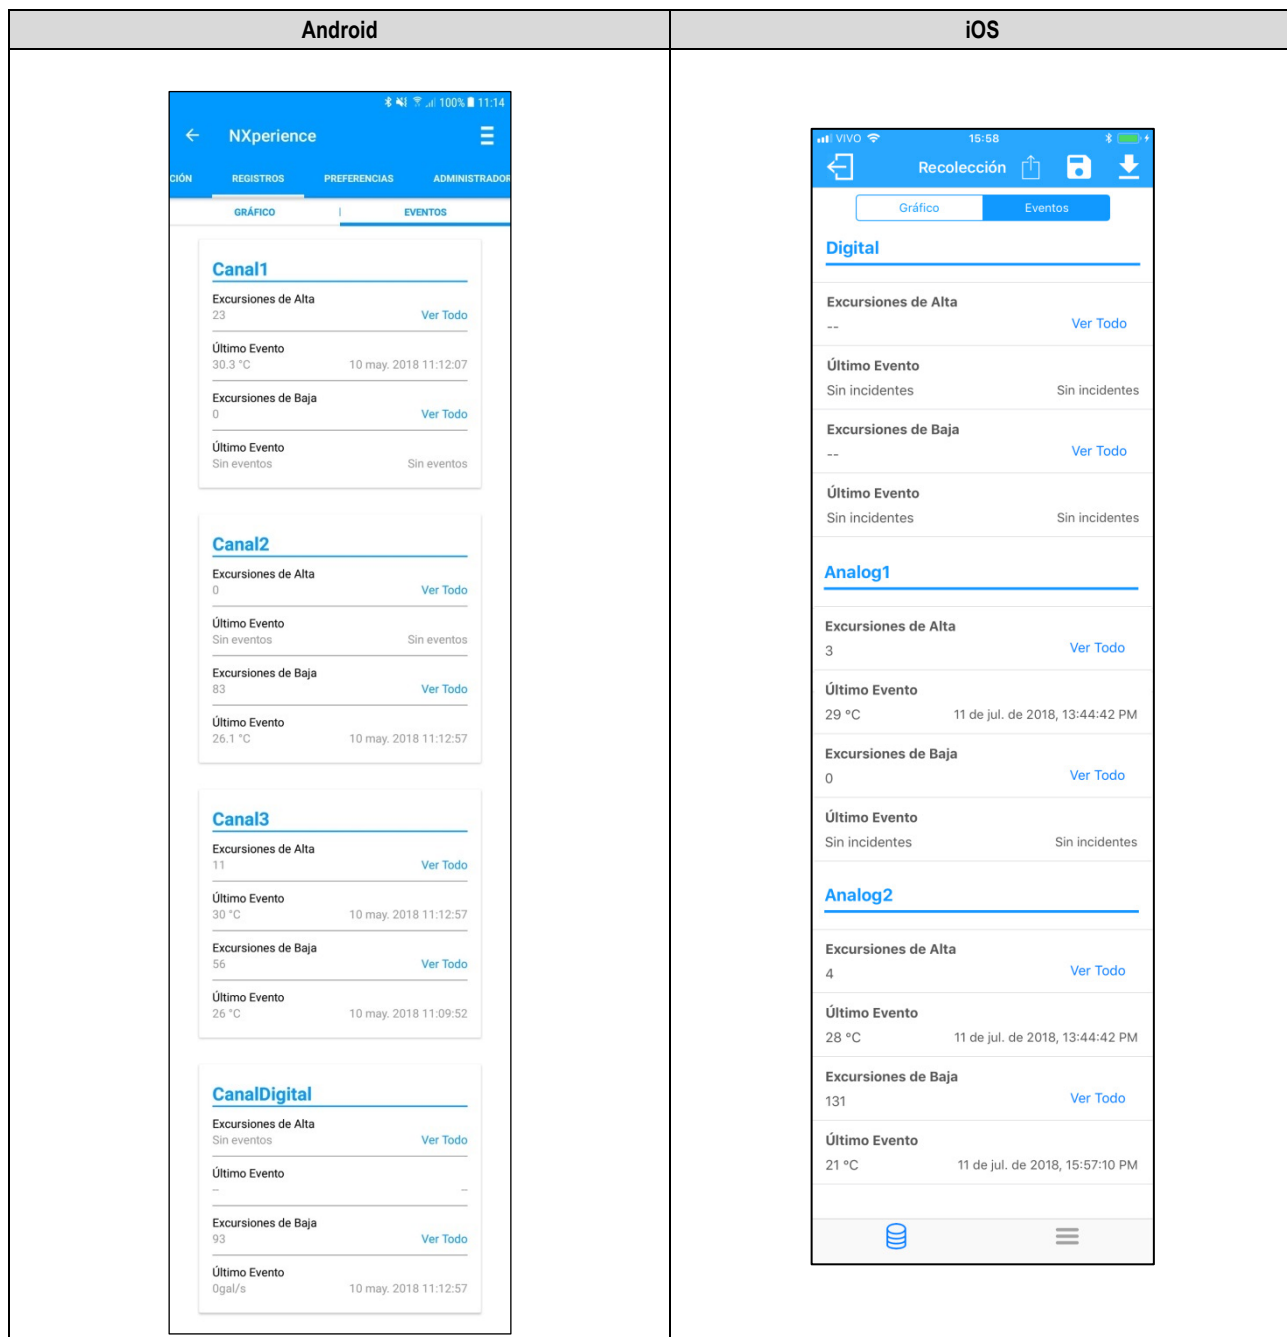 Android
iOS
100% 11:14
NXperience
CIÓN REGISTROS PREFERENCIAS ADMINISTRADOR
GRÁFICO | EVENTOS
Canal1
Excursiones de Alta
23 Ver Todo
Último Evento
30.3 °C 10 may. 2018 11:12:07
Excursiones de Baja
0 Ver Todo
Último Evento
Sin eventos Sin eventos
Canal2
Excursiones de Alta
0 Ver Todo
Último Evento
Sin eventos Sin eventos
Excursiones de Baja
83 Ver Todo
Último Evento
26.1 °C 10 may. 2018 11:12:57
Canal3
Excursiones de Alta
11 Ver Todo
Último Evento
30 °C 10 may. 2018 11:12:57
Excursiones de Baja
56 Ver Todo
Último Evento
26 °C 10 may. 2018 11:09:52
CanalDigital
Excursiones de Alta
Sin eventos Ver Todo
Último Evento
-- --
Excursiones de Baja
93 Ver Todo
Último Evento
0gal/s 10 may. 2018 11:12:57
VIVO 15:58
Recolección
Gráfico Eventos
Digital
Excursiones de Alta
-- Ver Todo
Último Evento
Sin incidentes Sin incidentes
Excursiones de Baja
-- Ver Todo
Último Evento
Sin incidentes Sin incidentes
Analog1
Excursiones de Alta
3 Ver Todo
Último Evento
29 °C 11 de jul. de 2018, 13:44:42 PM
Excursiones de Baja
0 Ver Todo
Último Evento
Sin incidentes Sin incidentes
Analog2
Excursiones de Alta
4 Ver Todo
Último Evento
28 °C 11 de jul. de 2018, 13:44:42 PM
Excursiones de Baja
131 Ver Todo
Último Evento
21 °C 11 de jul. de 2018, 15:57:10 PM